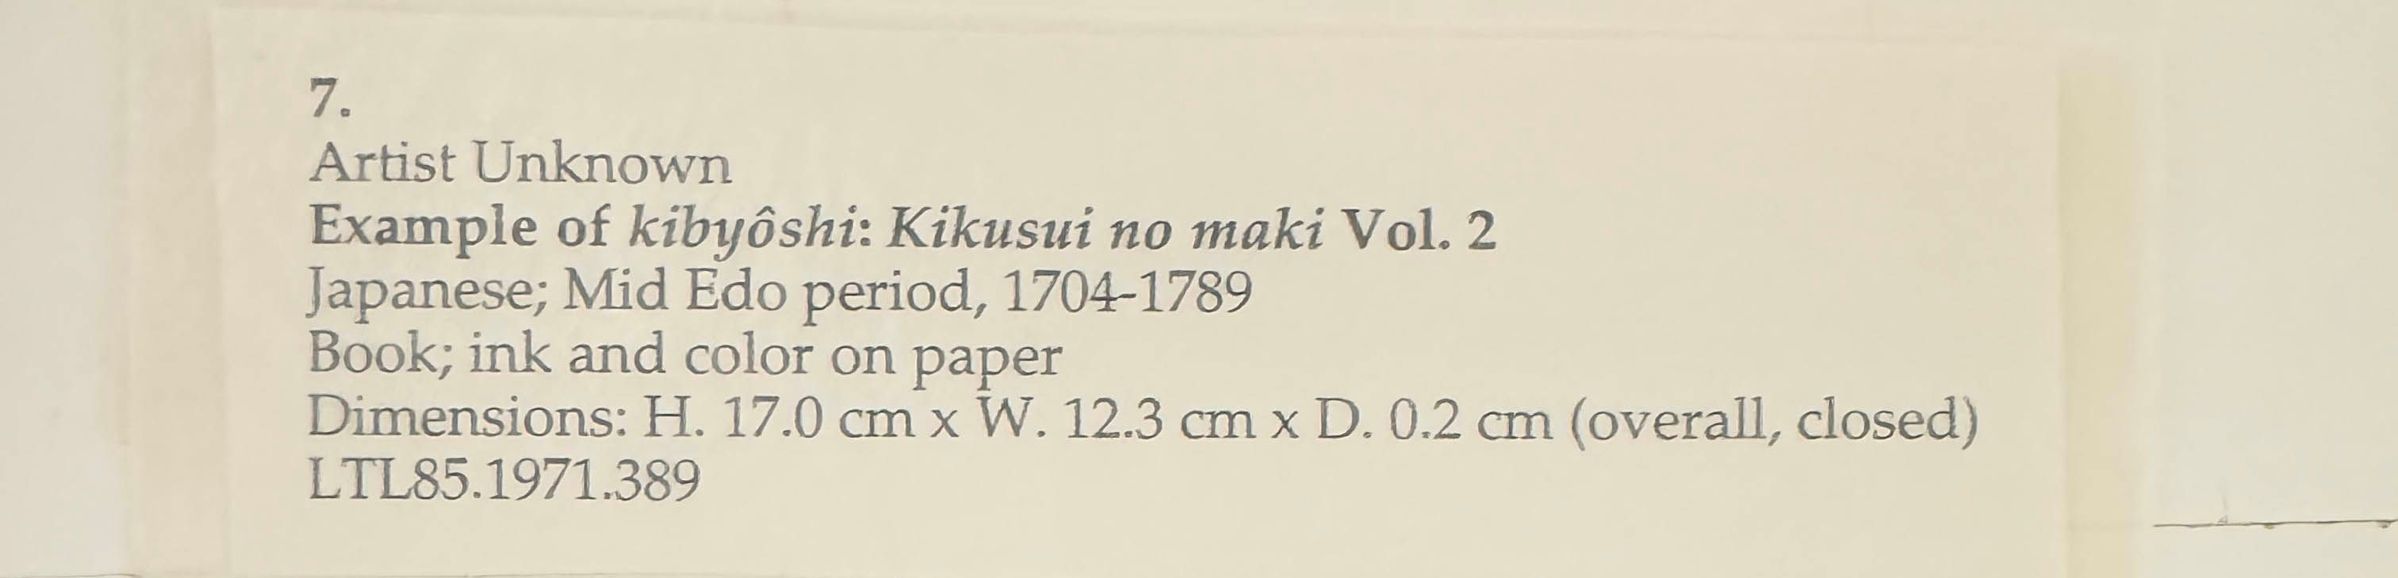 7.
Artist Unknown
Example of kibyôshi: Kikusui no maki Vol. 2
Japanese; Mid Edo period, 1704-1789
Book; ink and color on paper
Dimensions: H. 17.0 cm x W. 12.3 cm x D. 0.2 cm (overall, closed)
LTL85.1971.389